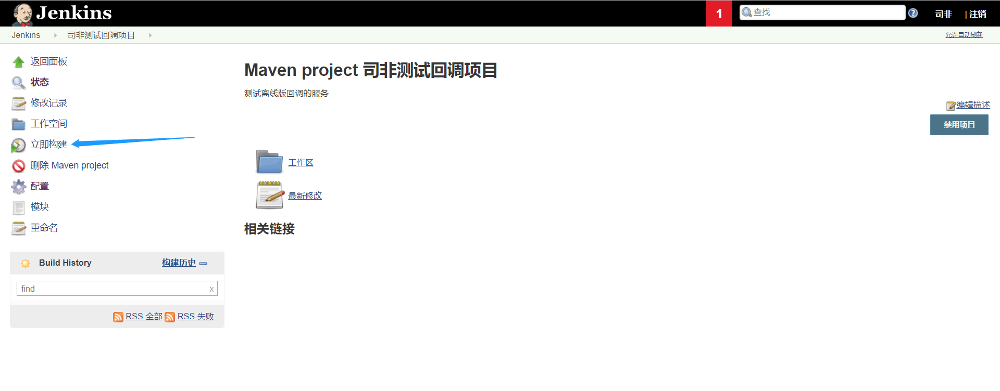 Jenkins
1
查找
?
司非
| 注销
Jenkins
司非测试回调项目
允许自动刷新
返回面板
状态
修改记录
工作空间
立即构建
删除 Maven project
配置
模块
重命名
Build History
构建历史
find
x
RSS 全部
RSS 失败
Maven project 司非测试回调项目
测试离线版回调的服务
编辑描述
禁用项目
工作区
最新修改
相关链接